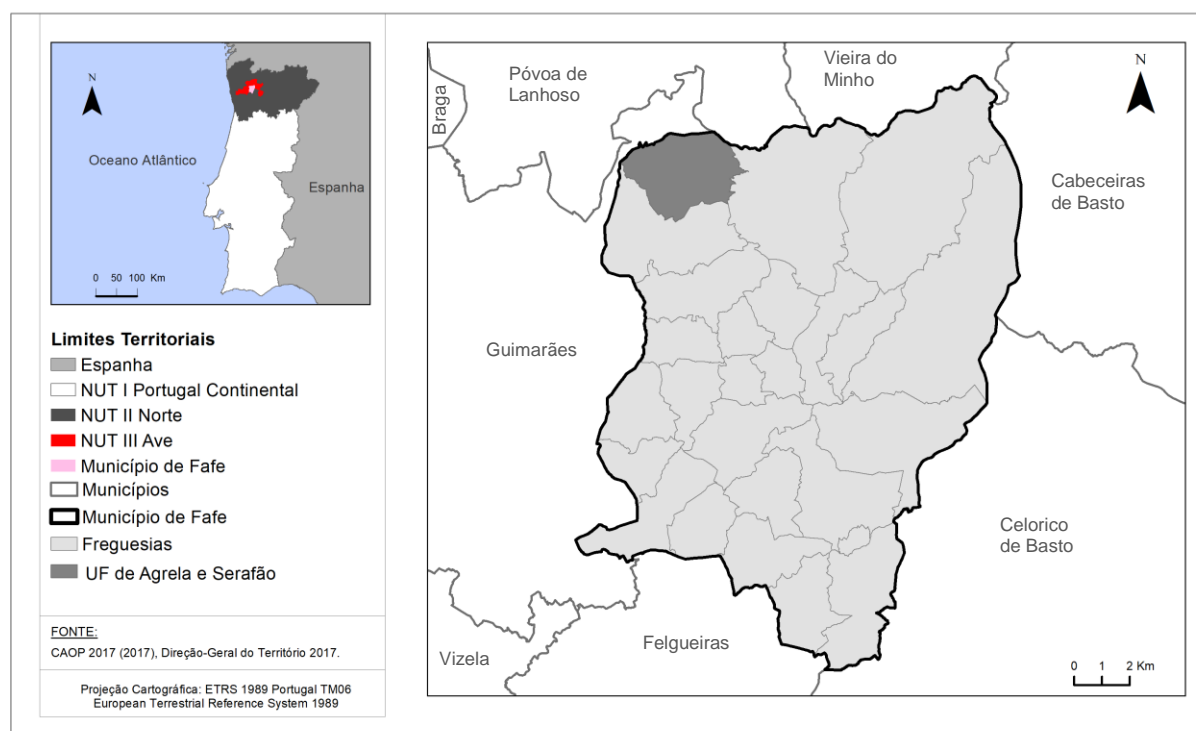 N
Oceano Atlântico
Espanha
0 50 100 Km
Limites Territoriais
Espanha
NUT I Portugal Continental
NUT II Norte
NUT III Ave
Município de Fafe
Municípios
Município de Fafe
Freguesias
UF de Agrela e Serafão
FONTE:
CAOP 2017 (2017), Direção-Geral do Território 2017.
Projeção Cartográfica: ETRS 1989 Portugal TM06
European Terrestrial Reference System 1989
Póvoa de
Lanhoso
Vieira do
Minho
N
Braga
Cabeceiras
de Basto
Guimarães
Celorico
de Basto
Felgueiras
Vizela
0 1 2 Km